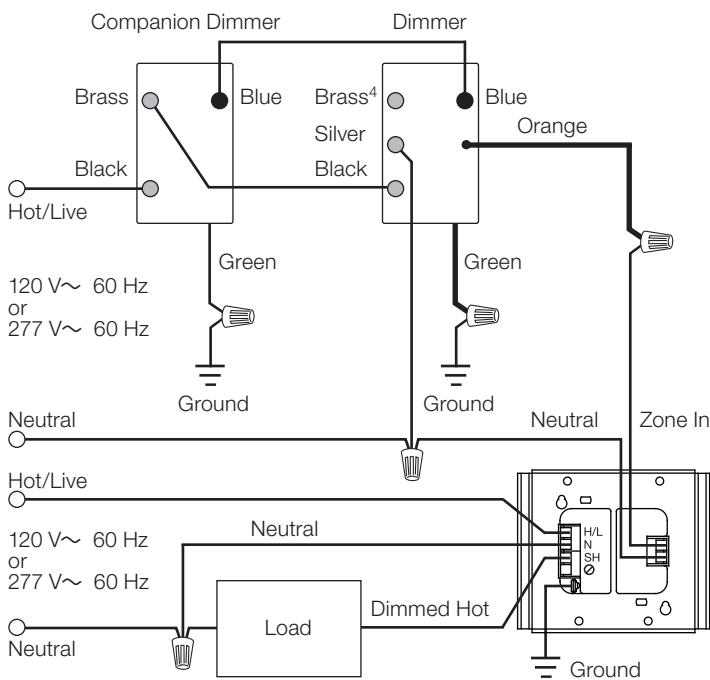 Companion Dimmer
Dimmer
Brass
Blue
Brass⁴
Blue
Silver
Orange
Black
Black
Hot/Live
Green
Green
120 V～ 60 Hz
or
277 V～ 60 Hz
Ground
Ground
Neutral
Neutral
Zone In
Hot/Live
Neutral
H/L
N
SH
120 V～ 60 Hz
or
277 V～ 60 Hz
Dimmed Hot
Load
Neutral
Ground